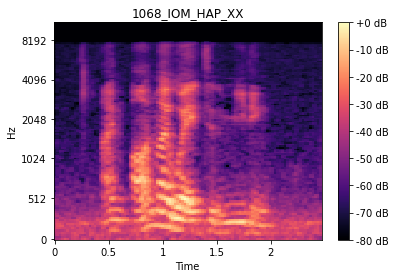 1068_IOM_HAP_XX
8192
4096
2048
1024
512
0
Hz
0
0.5
1
1.5
2
Time
+0 dB
-10 dB
-20 dB
-30 dB
-40 dB
-50 dB
-60 dB
-70 dB
-80 dB